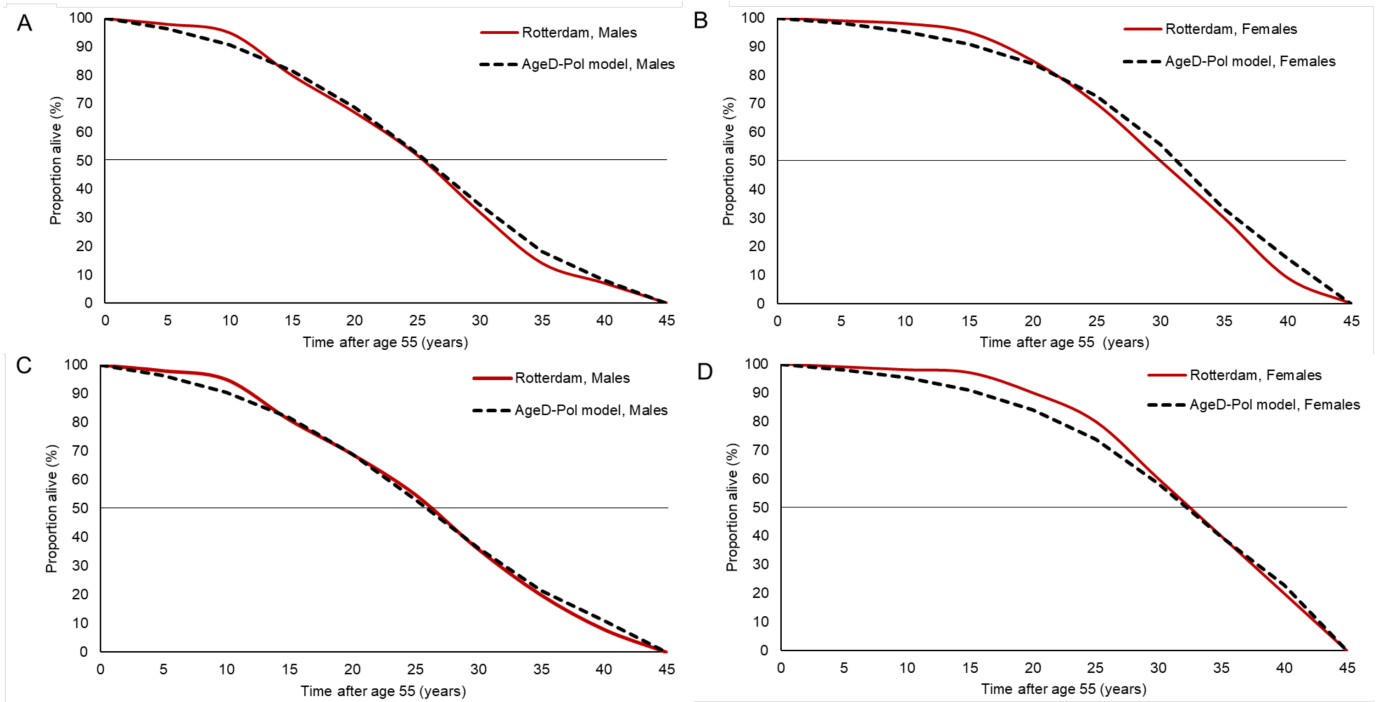 A
100
90
80
70
60
50
40
30
20
10
0
Proportion alive (%)
Rotterdam, Males
AgeD-Pol model, Males
0 5 10 15 20 25 30 35 40 45
Time after age 55 (years)
B
100
90
80
70
60
50
40
30
20
10
0
Proportion alive (%)
Rotterdam, Females
AgeD-Pol model, Females
0 5 10 15 20 25 30 35 40 45
Time after age 55 (years)
C
100
90
80
70
60
50
40
30
20
10
0
Proportion alive (%)
Rotterdam, Males
AgeD-Pol model, Males
0 5 10 15 20 25 30 35 40 45
Time after age 55 (years)
D
100
90
80
70
60
50
40
30
20
10
0
Proportion alive (%)
Rotterdam, Females
AgeD-Pol model, Females
0 5 10 15 20 25 30 35 40 45
Time after age 55 (years)